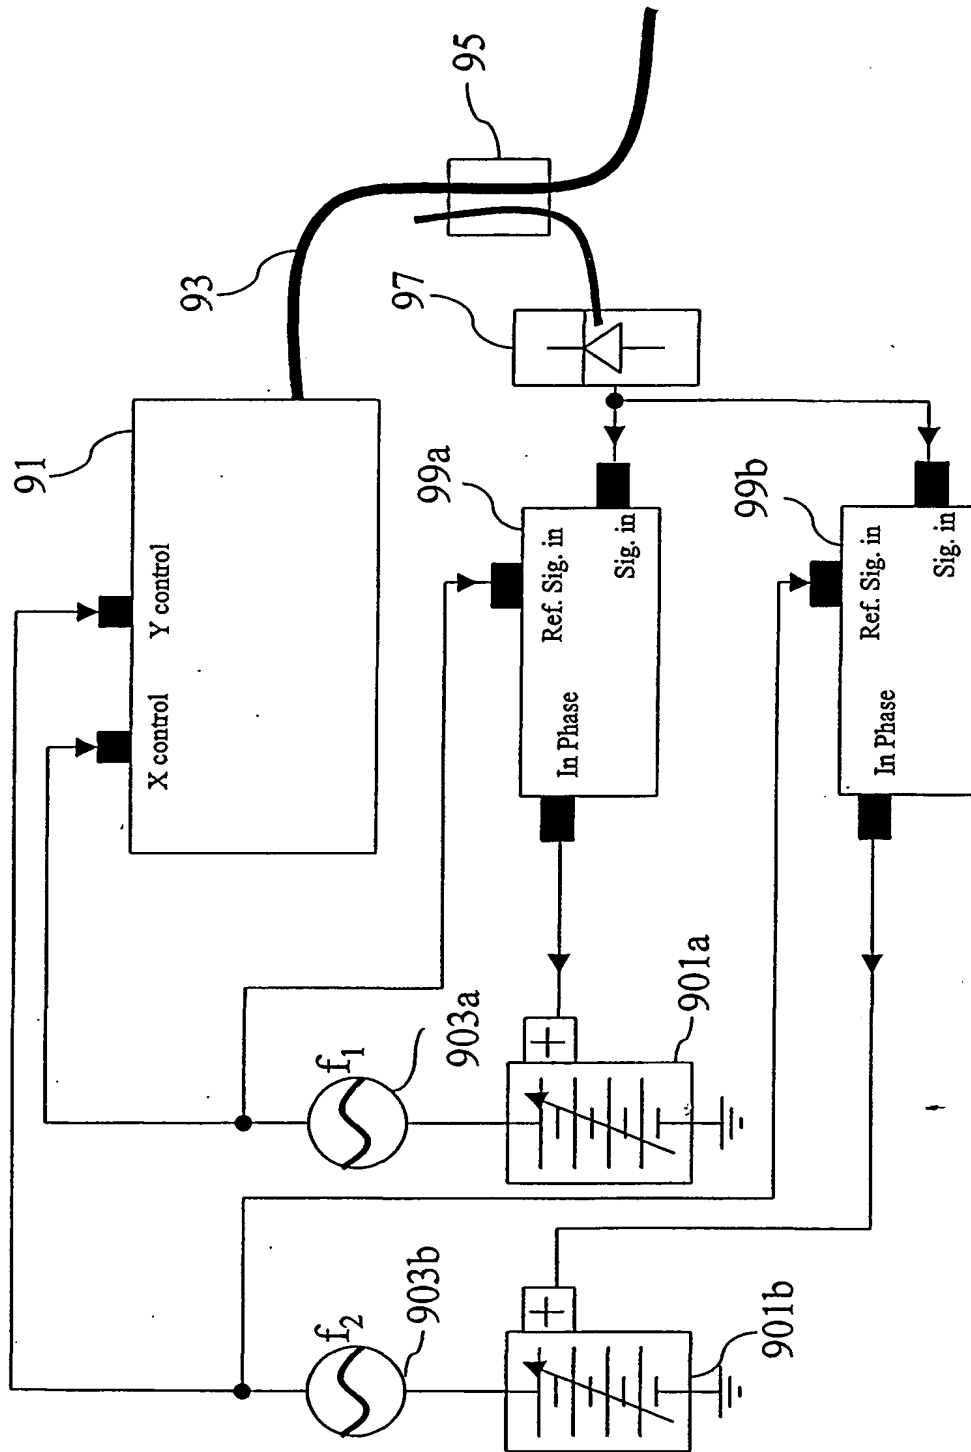 91
X control
Y control
93
95
97
99a
Ref. Sig. in
Sig. in
In Phase
99b
Ref. Sig. in
Sig. in
In Phase
f1
903a
+
901a
f2
903b
+
901b